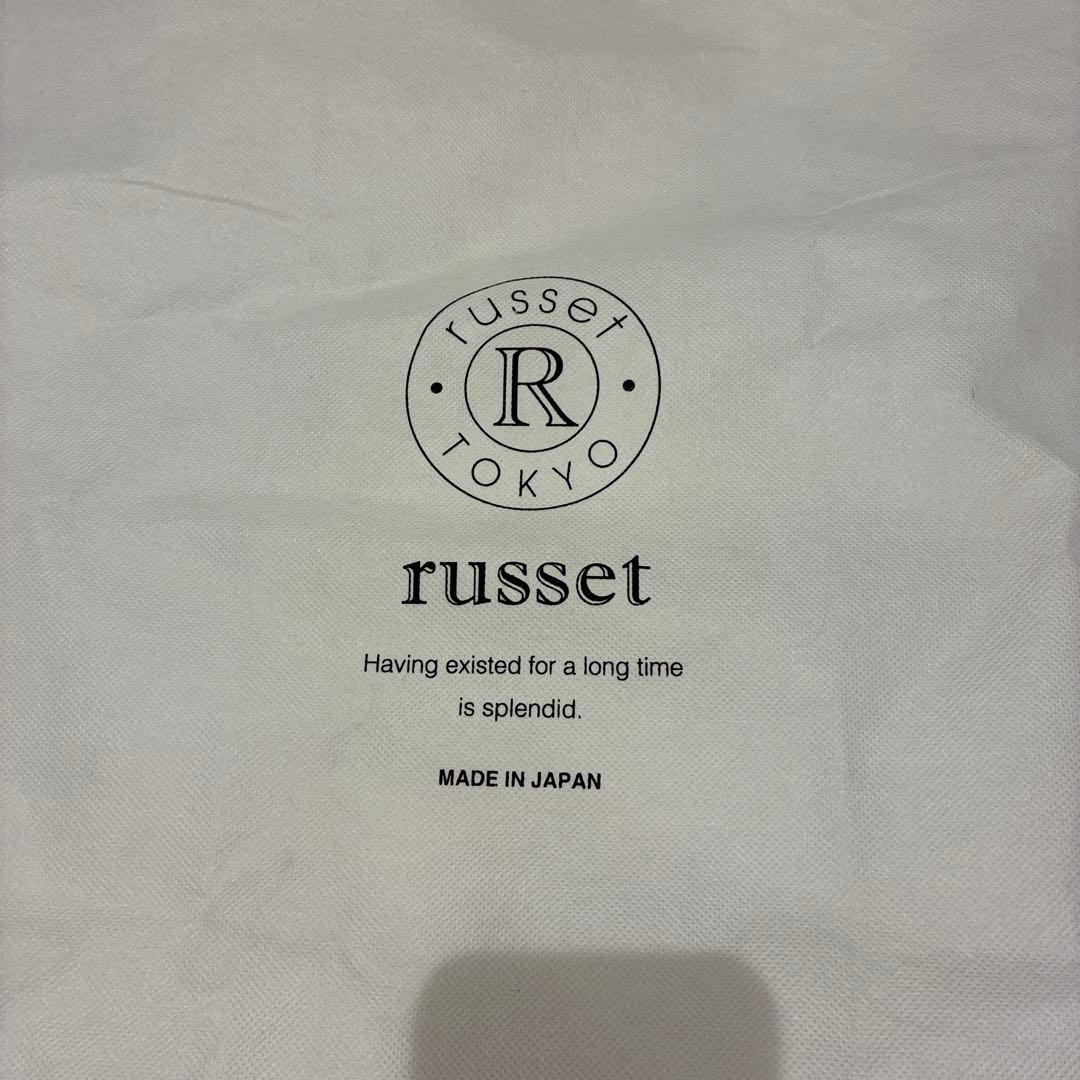 russet
R
TOKYO
russet
Having existed for a long time
is splendid.
MADE IN JAPAN